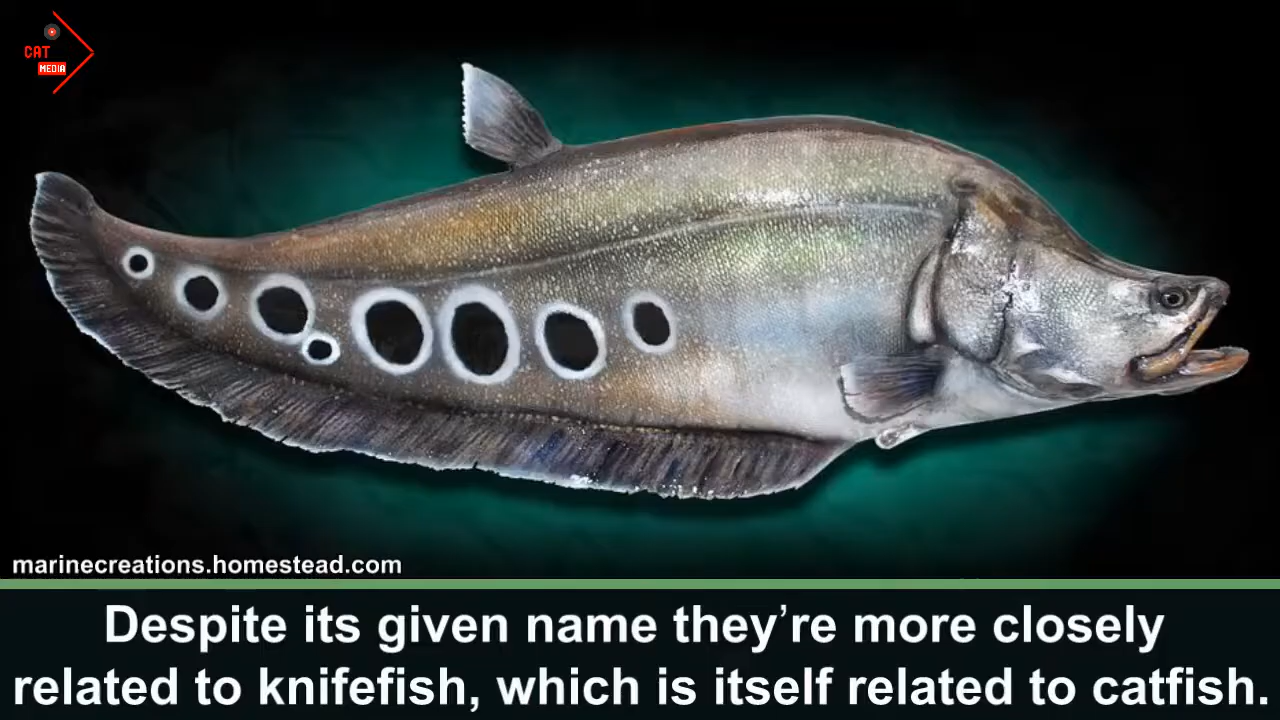 CAT
MEDIA
marinecreations.homestead.com
Despite its given name they’re more closely
related to knifefish, which is itself related to catfish.